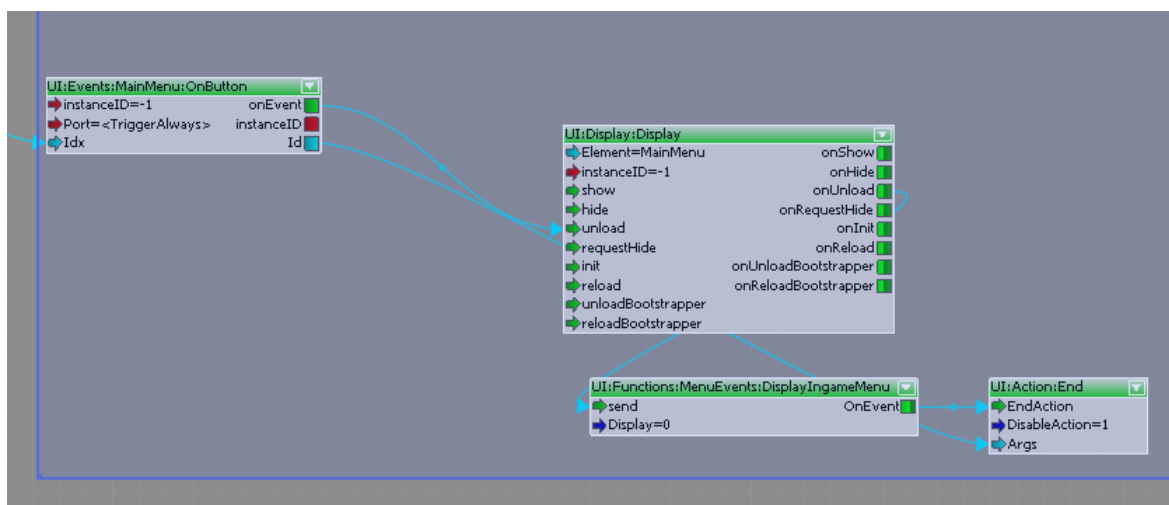 UI:Events:MainMenu:OnButton
instanceID=-1 onEvent
Port=<TriggerAlways> instanceID
Idx Id
UI:Display:Display
Element=MainMenu onShow
instanceID=-1 onHide
show onUnload
hide onRequestHide
unload onInit
requestHide onReload
init onUnloadBootstrapper
reload onReloadBootstrapper
unloadBootstrapper
reloadBootstrapper
UI:Functions:MenuEvents:DisplayIngameMenu
send OnEvent
Display=0
UI:Action:End
EndAction
DisableAction=1
Args